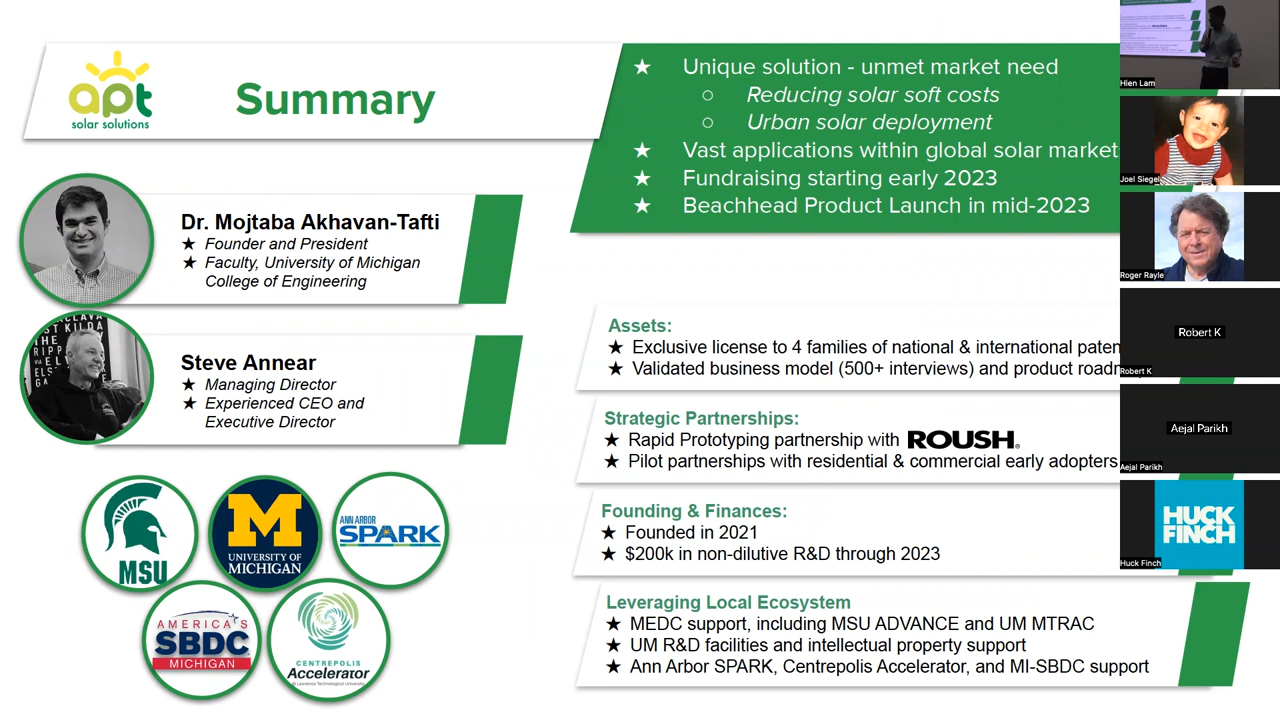 apt
solar solutions
Summary
★ Unique solution - unmet market need
○ Reducing solar soft costs
○ Urban solar deployment
★ Vast applications within global solar market
★ Fundraising starting early 2023
★ Beachhead Product Launch in mid-2023
Dr. Mojtaba Akhavan-Tafti
★ Founder and President
★ Faculty, University of Michigan
College of Engineering
Steve Annear
★ Managing Director
★ Experienced CEO and
Executive Director
MSU
M
UNIVERSITY OF
MICHIGAN
ANN ARBOR
SPARK
AMERICA'S
SBDC
MICHIGAN
CENTREPOLIS
Accelerator
@ Lawrence Technological University
Assets:
★ Exclusive license to 4 families of national & international paten
★ Validated business model (500+ interviews) and product roadm
Strategic Partnerships:
★ Rapid Prototyping partnership with ROUSH®
★ Pilot partnerships with residential & commercial early adopters
Founding & Finances:
★ Founded in 2021
★ $200k in non-dilutive R&D through 2023
Leveraging Local Ecosystem
★ MEDC support, including MSU ADVANCE and UM MTRAC
★ UM R&D facilities and intellectual property support
★ Ann Arbor SPARK, Centrepolis Accelerator, and MI-SBDC support
Hien Lam
Joel Siegel
Roger Rayle
Robert K
Robert K
Aejal Parikh
Aejal Parikh
HUCK
FINCH
Huck Finch